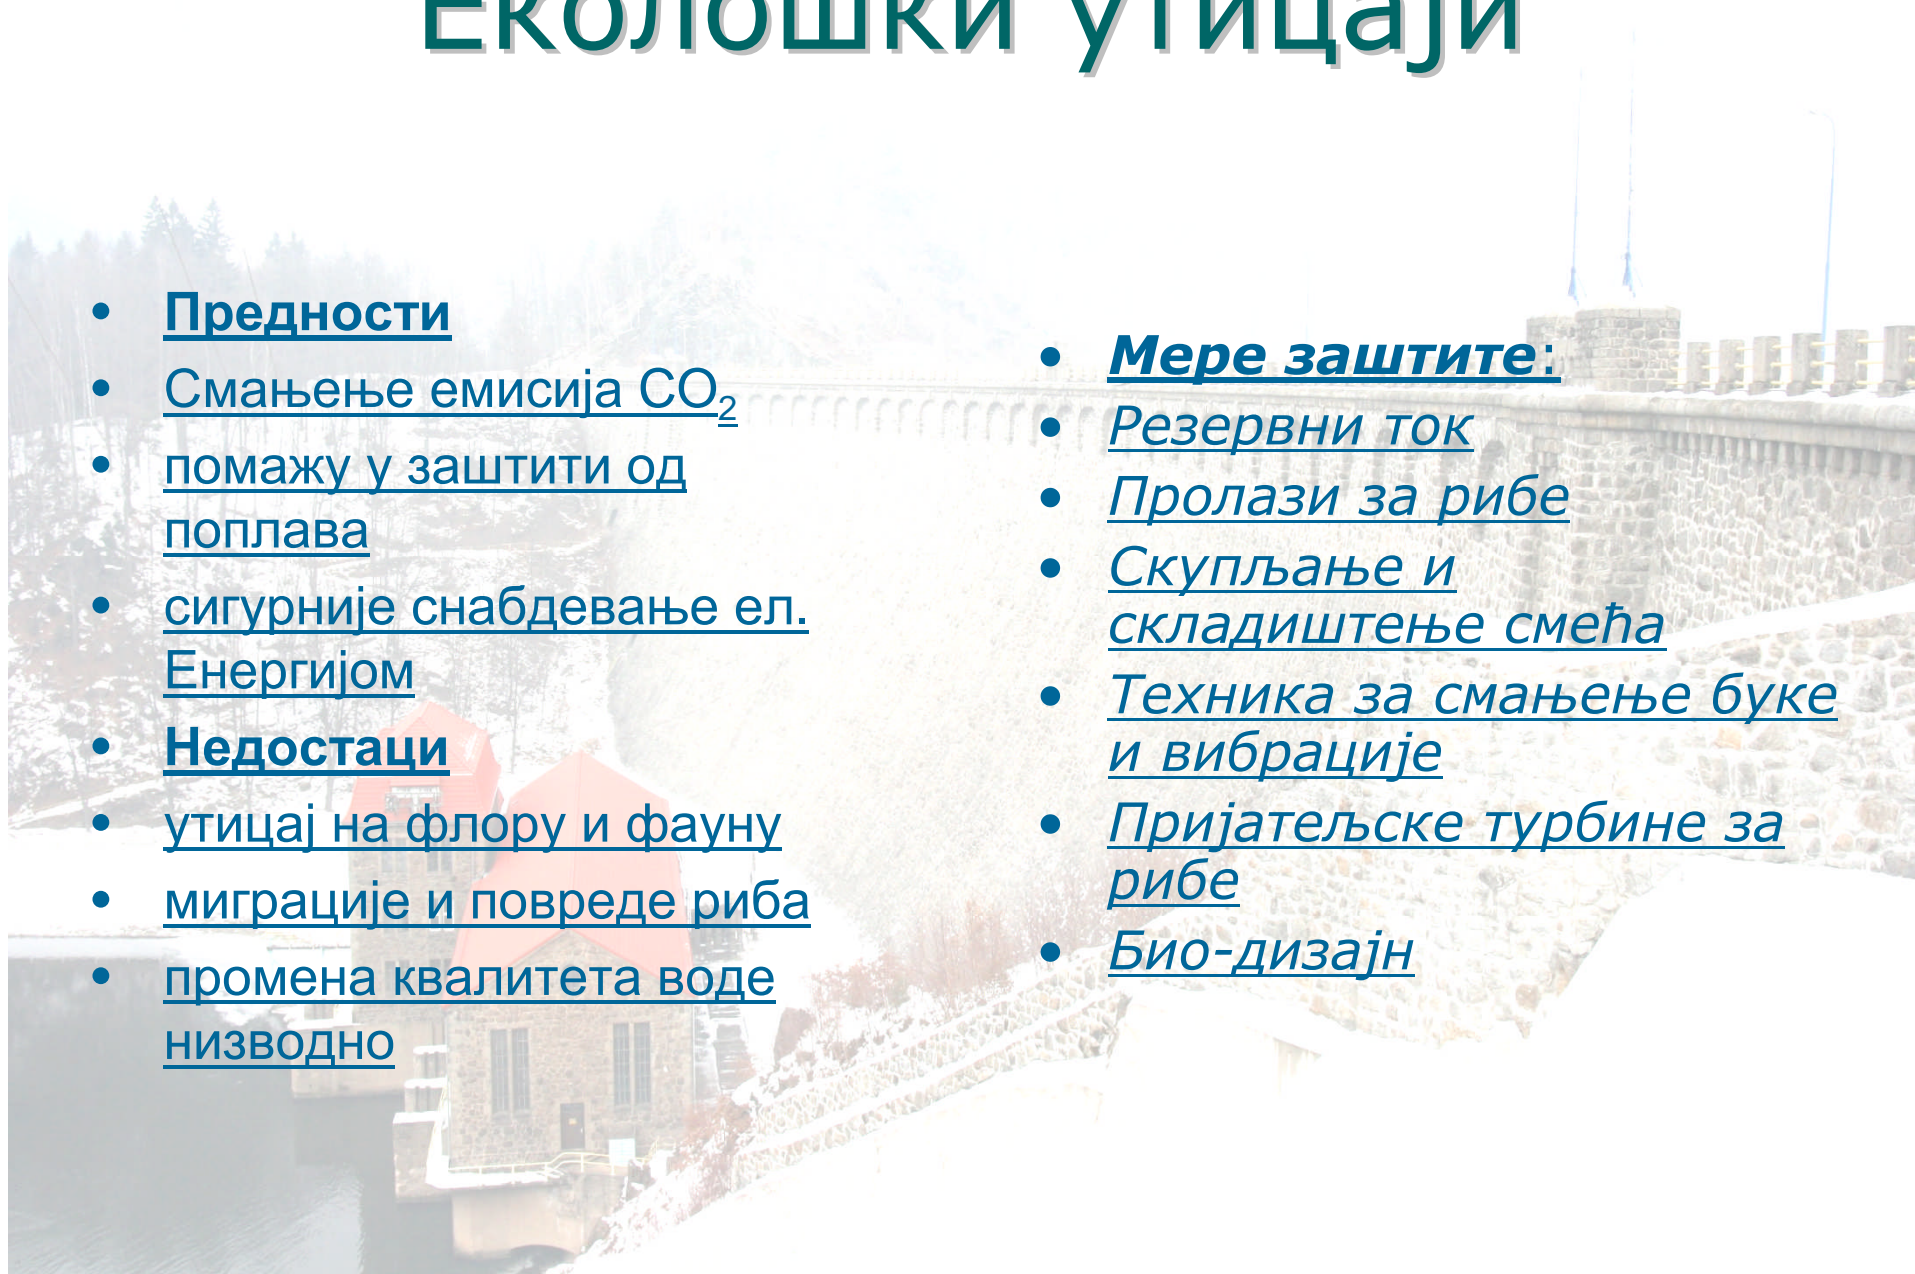 Еколошки утицаји
• Предности
• Смањење емисија CO₂
• помажу у заштити од
поплава
• сигурније снабдевање ел.
Енергијом
• Недостаци
• утицај на флору и фауну
• миграције и повреде риба
• промена квалитета воде
низводно
• Мере заштите:
• Резервни ток
• Пролази за рибе
• Скупљање и
складиштење смећа
• Техника за смањење буке
и вибрације
• Пријатељске турбине за
рибе
• Био-дизајн